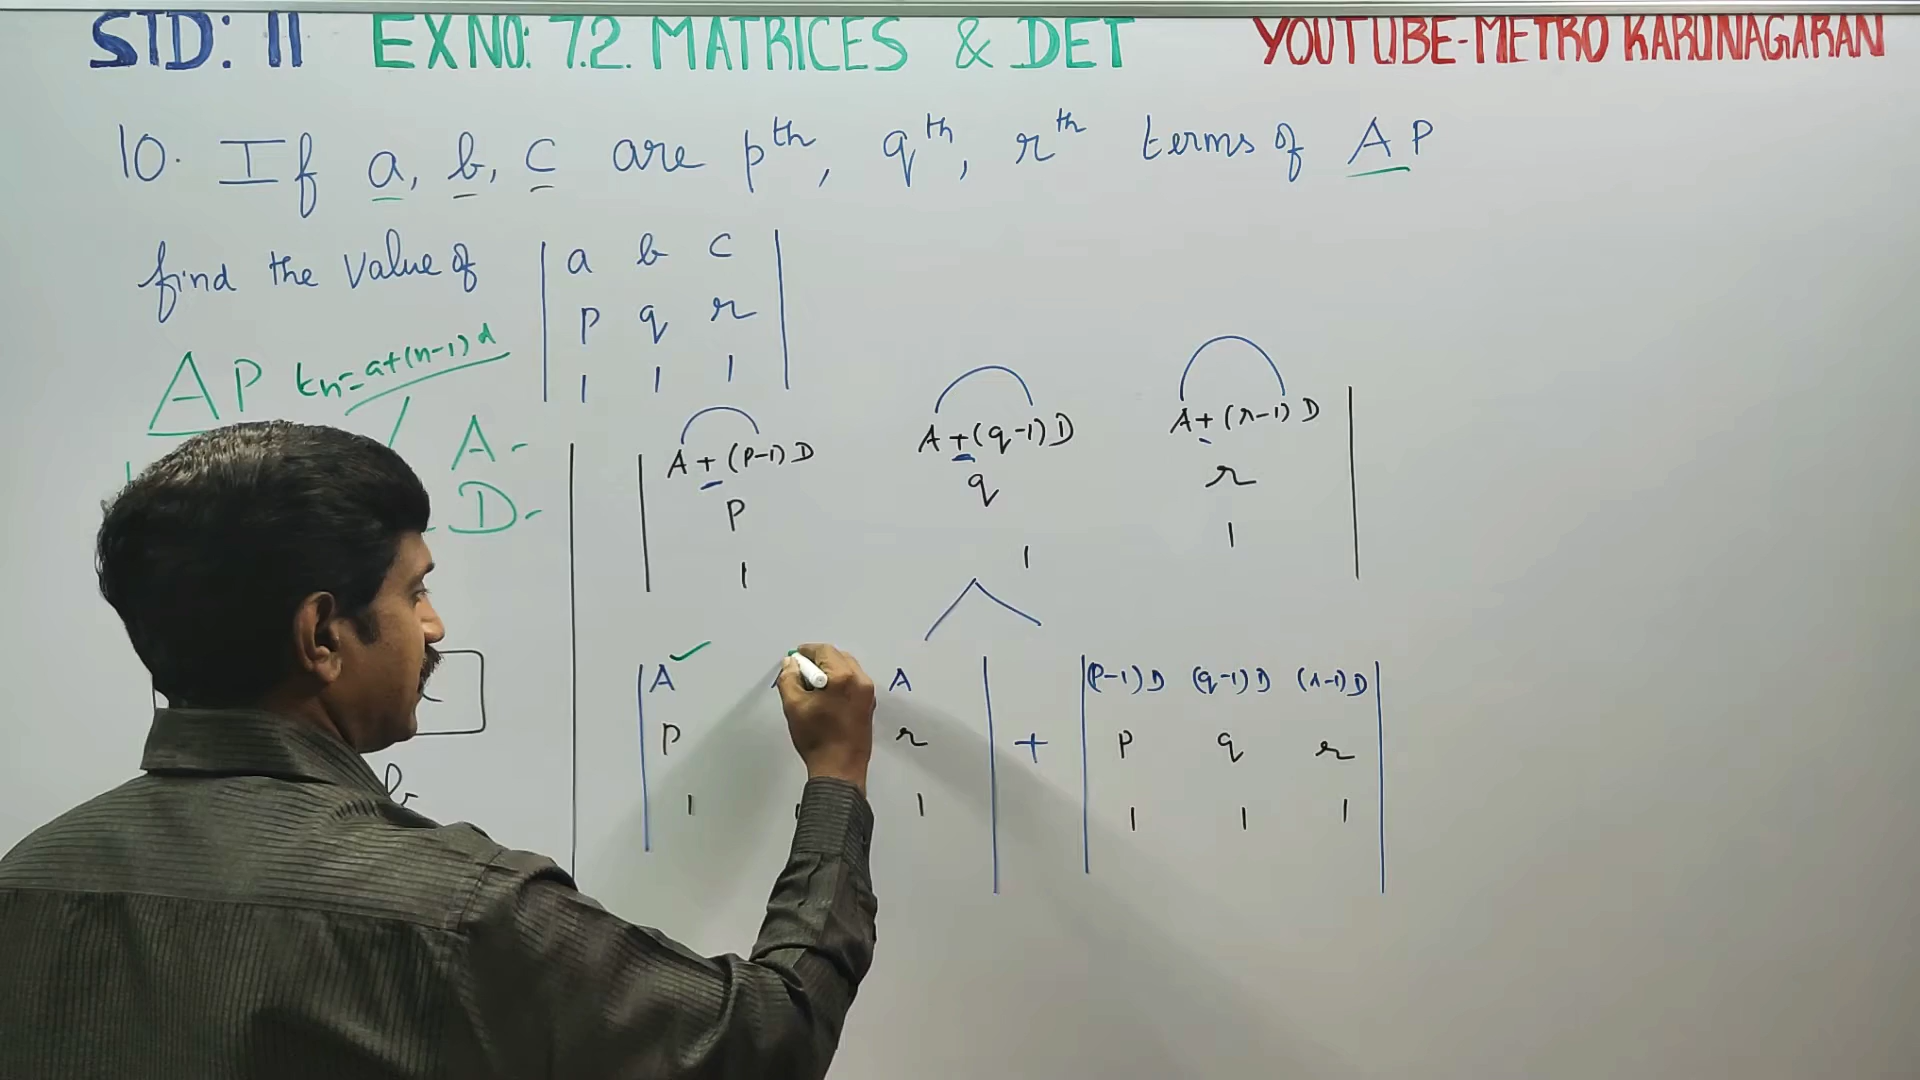 STD: 11 EX NO: 7.2. MATRICES & DET YOUTUBE-METRO KARUNAGARAN
10. If a, b, c are pth, qth, rth terms of AP
find the value of
a b c
p q r
1 1 1
AP tn=a+(n-1)d
A-
D-
A+(p-1)D A+(q-1)D A+(r-1)D
p q r
1 1 1
A A + (p-1)D (q-1)D (r-1)D
p r p q r
1 1 1 1 1
b